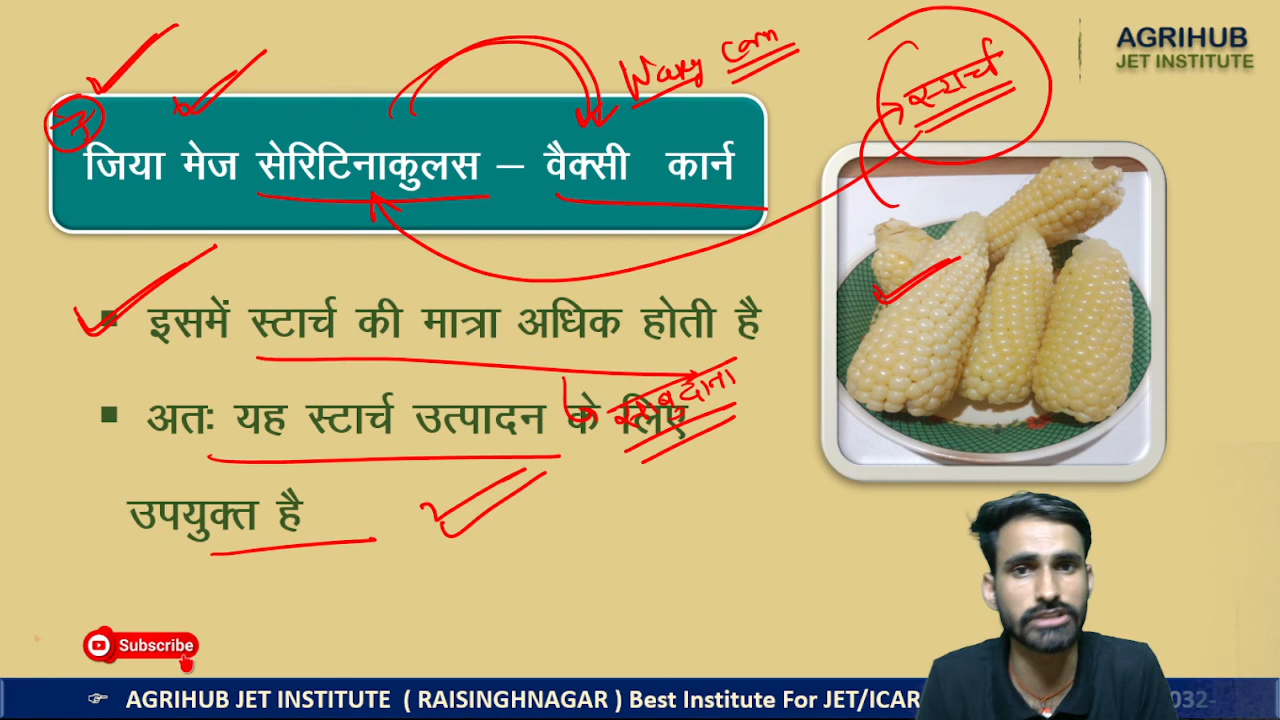 AGRIHUB
JET INSTITUTE
Waxy Corn
स्टार्च
जिया मेज सेरिटिनाकुलस – वैक्सी कार्न
▪ इसमें स्टार्च की मात्रा अधिक होती है
साबुदाना
▪ अतः यह स्टार्च उत्पादन के लिए
उपयुक्त है
Subscribe
☞ AGRIHUB JET INSTITUTE ( RAISINGHNAGAR ) Best Institute For JET/ICAR
032-